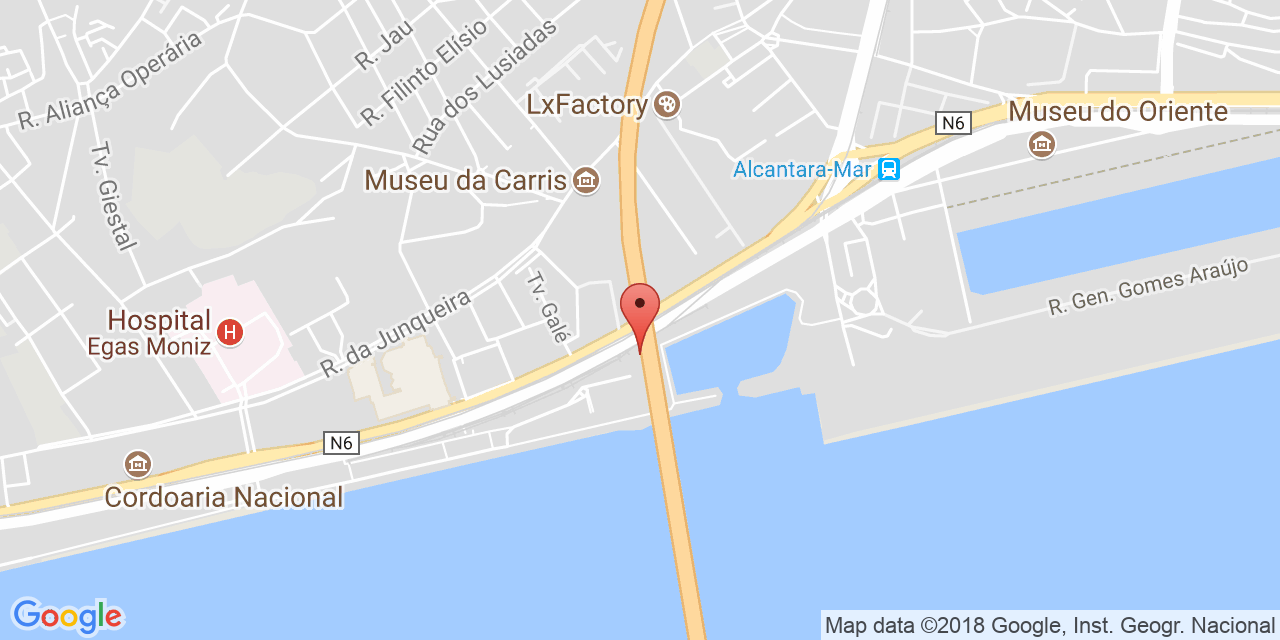 R. Jau
R. Filinto Elísio
Rua dos Lusiadas
R. Aliança Operária
LxFactory
N6
Museu do Oriente
Alcantara-Mar
Museu da Carris
Tv. Giestal
R. Gen. Gomes Araújo
Tv. Galé
Hospital
Egas Moniz
H
R. da Junqueira
N6
Cordoaria Nacional
Google
Map data ©2018 Google, Inst. Geogr. Nacional